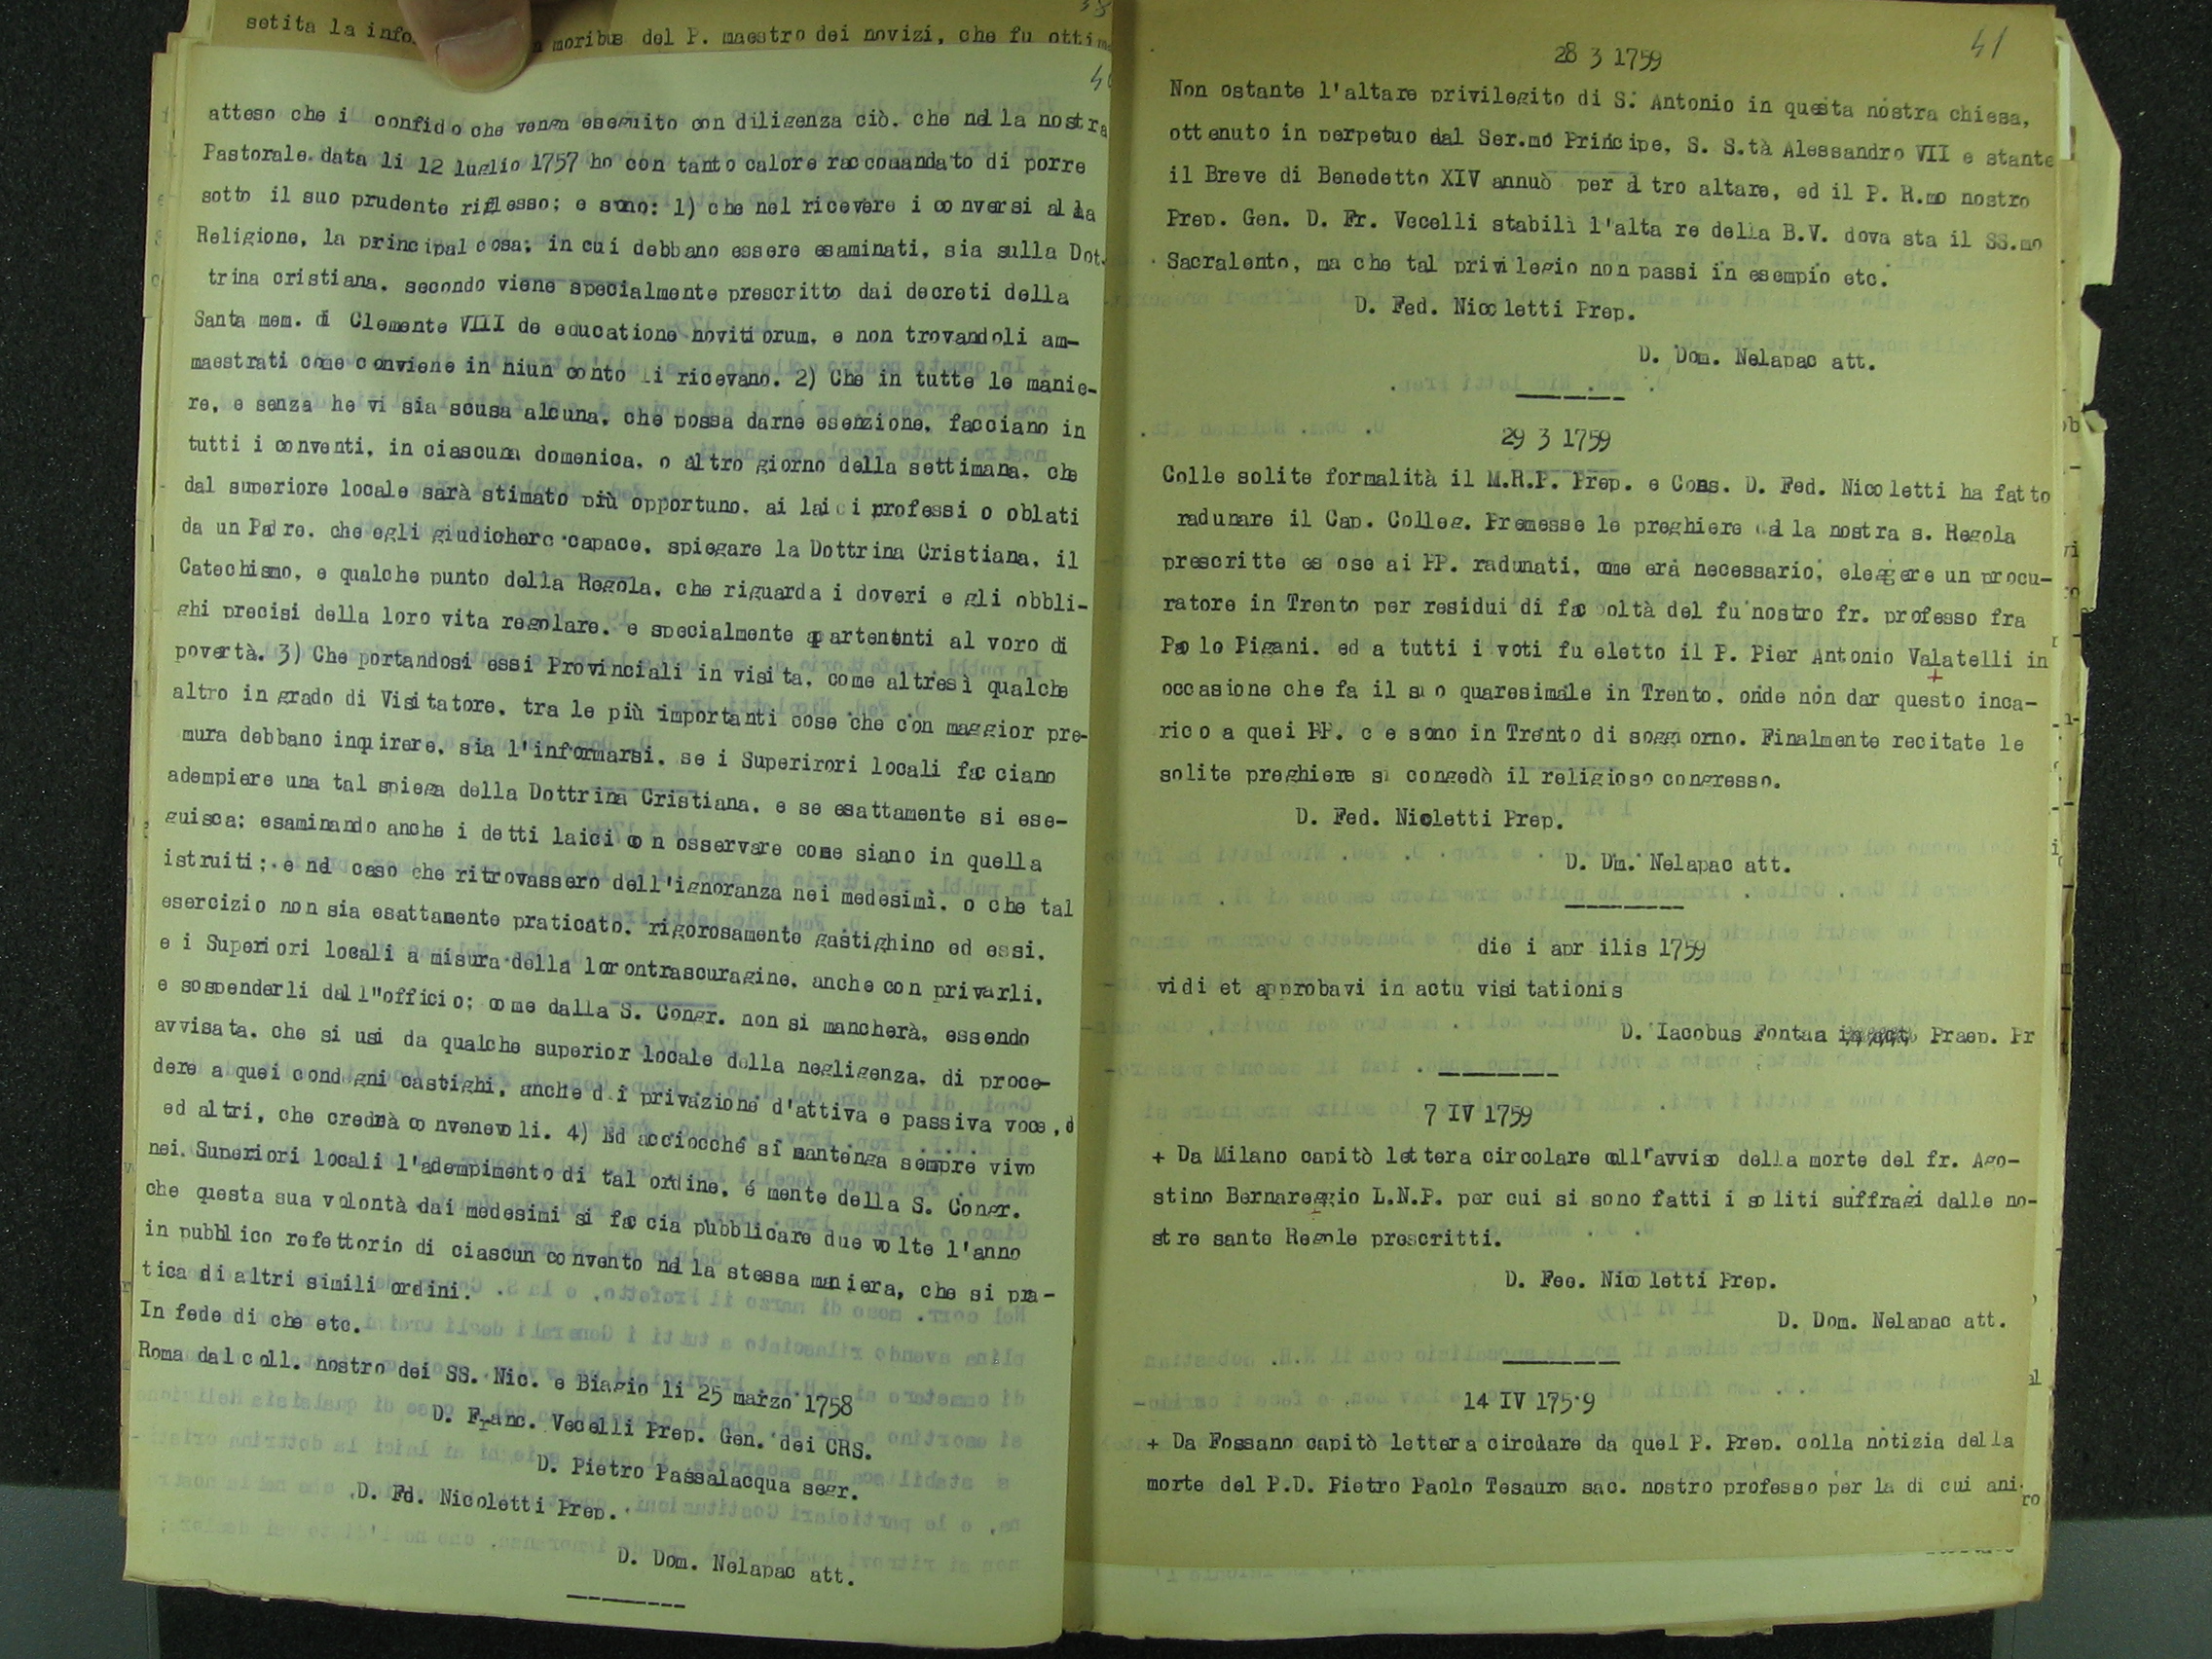 setita la info moribus del P. maestro dei novizi, che fu ottim
atteso che i confido che venga eseguito con diligenza ciò. che nella nostra
Pastorale.data li 12 luglio 1757 ho con tanto calore raccomandato di porre
sotto il suo prudente riflesso; e sono: 1) che nel ricevere i conversi alla
Religione, la principal cosa; in cui debbano essere esaminati, sia sulla Dot.
trina cristiana. secondo viene specialmente prescritto dai decreti della
Santa mem. di Clemente VIII de educatione novitiorum. e non trovandoli am-
maestrati come conviene in niun conto li ricevano. 2) Che in tutte le manie-
re, e senza he vi sia scusa alcuna. che possa darne esenzione. facciano in
tutti i conventi, in ciascuna domenica. o altro giorno della settimana. che
dal superiore locale sarà stimato più opportuno. ai laici professi o oblati
da un Padre. che egli giudichere capace. spiegare la Dottrina Cristiana. il
Catechismo, e qualche punto della Regola. che riguarda i doveri e gli obbli-
ghi precisi della loro vita regolare. e specialmente apartenenti al voro di
povertà. 3) Che portandosi essi Provinciali in visita. come altresì qualche
altro in grado di Visitatore. tra le più importanti cose che con maggior pre-
mura debbano inquirere. sia l'informarsi. se i Superirori locali facciano
adempiere una tal spiega della Dottrina Cristiana. e se esattamente si ese-
guisca; esaminando anche i detti laici con osservare come siano in quella
istruiti; e nel caso che ritrovassero dell'ignoranza nei medesimi. o che tal
esercizio non sia esattamente praticato. rigorosamente gastighino ed essi.
e i Superiori locali a misura della lor ontrascuragine. anche con privarli.
e sospenderli dall"officio; come dalla S. Congr. non si mancherà, essendo
avvisata. che si usi da qualche superior locale della negligenza. di proce-
dere a quei condegni castighi, anche di privazione d'attiva e passiva voce, d
ed altri, che credrà convenevoli. 4) Ed acciocché si mantenga sempre vivo
nei. Superiori locali l'adempimento di tal ordine. é mente della S. Congr.
che questa sua volontà dai medesimi si faccia pubblicare due volte l'anno
in pubblico refettorio di ciascun convento nella stessa maniera, che si pra-
tica di altri simili ordini.
In fede di che etc.
Roma dal coll. nostro dei SS. Nic. e Biagio li 25 marzo 1758
D. Franc. Vecelli Prep. Gen. dei CRS.
D. Pietro Passalacqua segr.
D. Fd. Nicoletti Prep.
D. Dom. Nelapac att.
41
28 3 1759
Non ostante l'altare privilegito di S. Antonio in questa nostra chiesa,
ottenuto in perpetuo dal Ser.mo Principe, S. S.tà Alessandro VII e stante
il Breve di Benedetto XIV annuò per altro altare, ed il P. R.mo nostro
Prep. Gen. D. Fr. Vecelli stabilì l'altare della B.V. dova sta il SS.mo
Sacralento, ma che tal privilegio non passi in esempio etc.
D. Fed. Nicoletti Prep.
D. Dom. Nelapac att.
29 3 1759
Colle solite formalità il M.R.P. Prep. e Cons. D. Fed. Nicoletti ha fatto
radunare il Cap. Colleg. Premesse le preghiere dalla nostra s. Regola
prescritte es ose ai PP. radunati, ome era necessario, eleggere un procu-
ratore in Trento per residui di facoltà del fu nostro fr. professo fra
Paolo Pigani. ed a tutti i voti fu eletto il P. Pier Antonio Valatelli in
occasione che fa il suo quaresimale in Trento. onde non dar questo inca-
rico a quei PP. c e sono in Trento di soggiorno. Finalmente recitate le
solite preghiere si congedò il religioso congresso.
D. Fed. Nicoletti Prep.
D. Dm. Nelapac att.
die i aprilis 1759
vidi et approbavi in actu visitationis
D. Iacobus Fontaa Praep. Pr
7 IV 1759
+ Da Milano capitò lettera circolare coll'avviso della morte del fr. Ago-
stino Bernareggio L.N.P. per cui si sono fatti i soliti suffragi dalle no-
stre sante Regole prescritti.
D. Fee. Nicoletti Prep.
D. Dom. Nelapac att.
14 IV 175.9
+ Da Fossano capitò lettera circolare da quel P. Prep. colla notizia della
morte del P.D. Pietro Paolo Tesauro sac. nostro professo per la di cui ani.